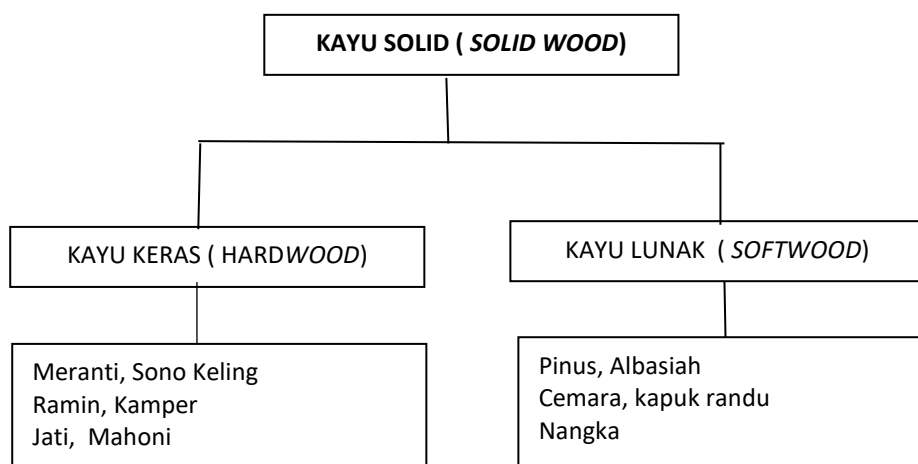 KAYU SOLID ( SOLID WOOD)
KAYU KERAS ( HARDWOOD)
KAYU LUNAK  ( SOFTWOOD)
Meranti, Sono Keling
Ramin, Kamper
Jati,  Mahoni
Pinus, Albasiah
Cemara, kapuk randu
Nangka